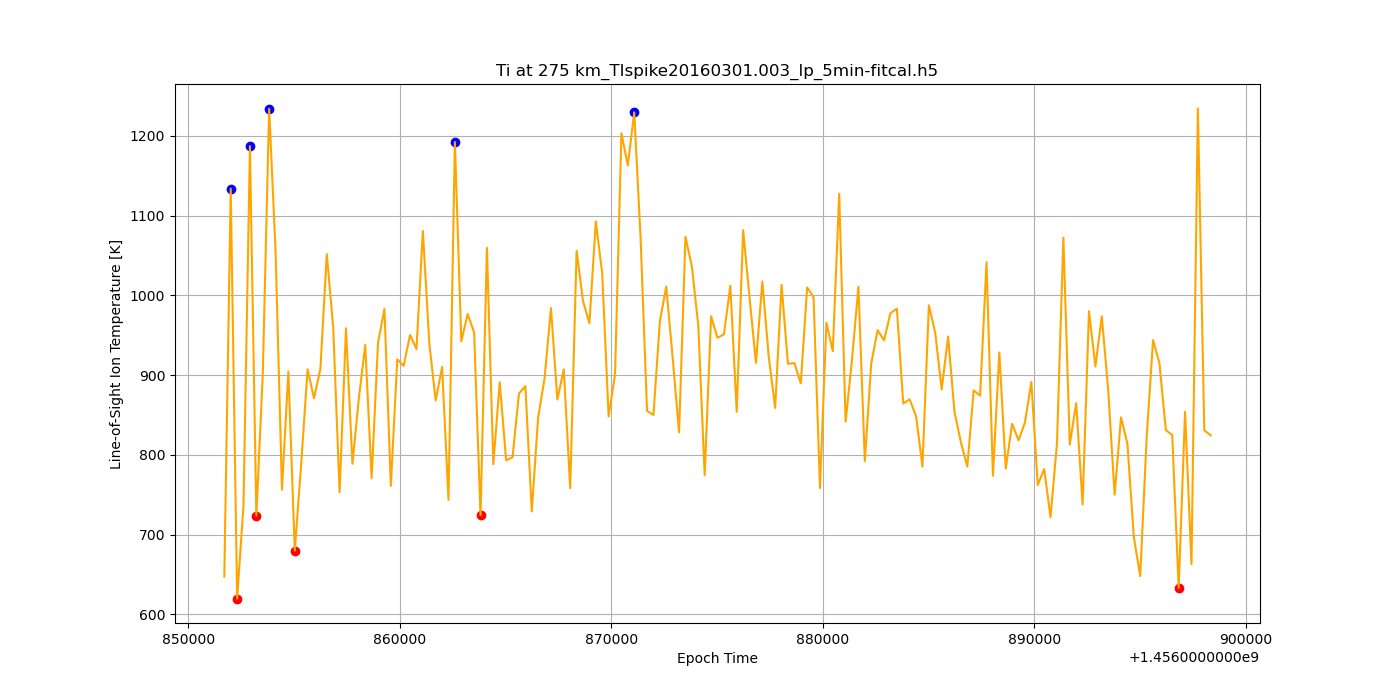 Ti at 275 km_TIspike20160301.003_lp_5min-fitcal.h5
Line-of-Sight Ion Temperature [K]
1200
1100
1000
900
800
700
600
850000 860000 870000 880000 890000 900000
Epoch Time
+1.4560000000e9